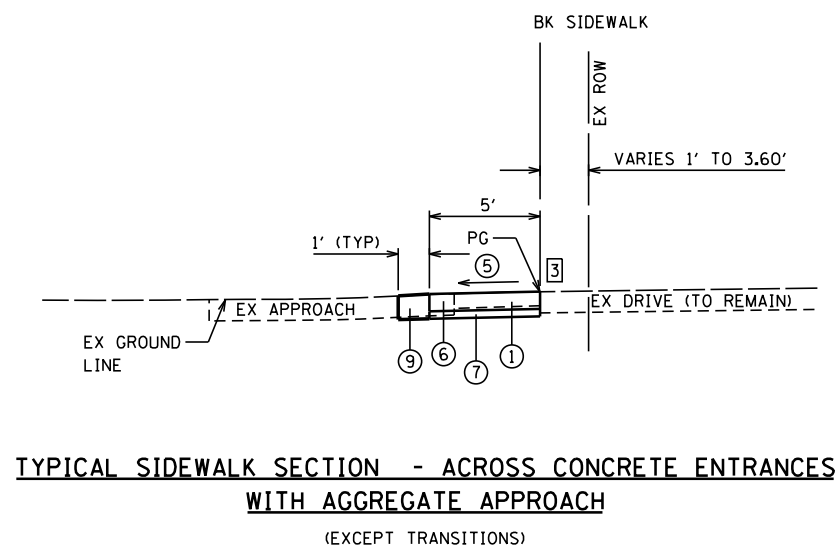 BK SIDEWALK
EX ROW
VARIES 1' TO 3.60'
5'
1' (TYP)
PG
5
3
EX APPROACH
EX DRIVE (TO REMAIN)
EX GROUND
LINE
9
6
7
1
TYPICAL SIDEWALK SECTION - ACROSS CONCRETE ENTRANCES
WITH AGGREGATE APPROACH
(EXCEPT TRANSITIONS)